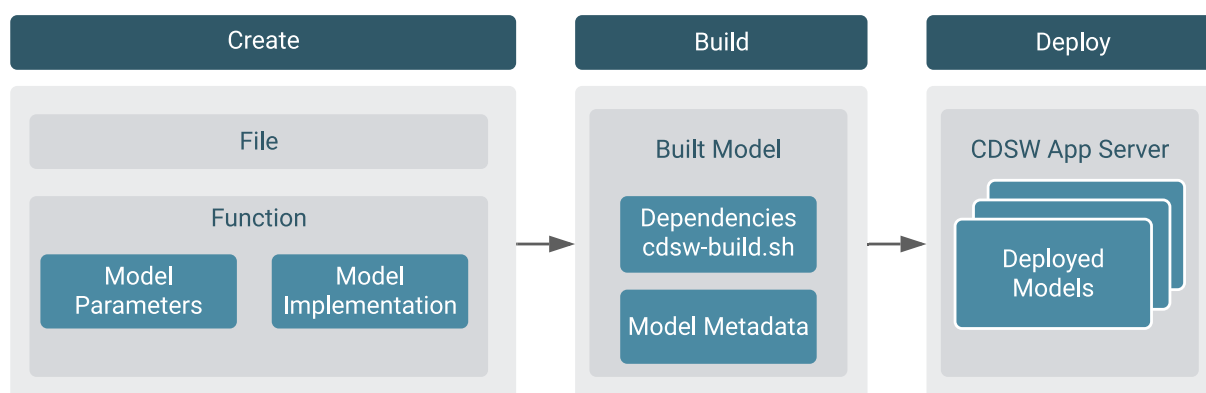 Create
Build
Deploy
File
Function
Model
Parameters
Model
Implementation
Built Model
Dependencies
cdsw-build.sh
Model Metadata
CDSW App Server
Deployed
Models